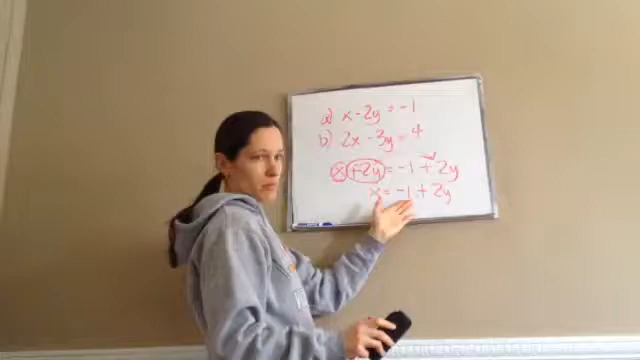 a) x - 2y = -1
b) 2x - 3y = 4
x +2y = -1 + 2y
x = -1 + 2y